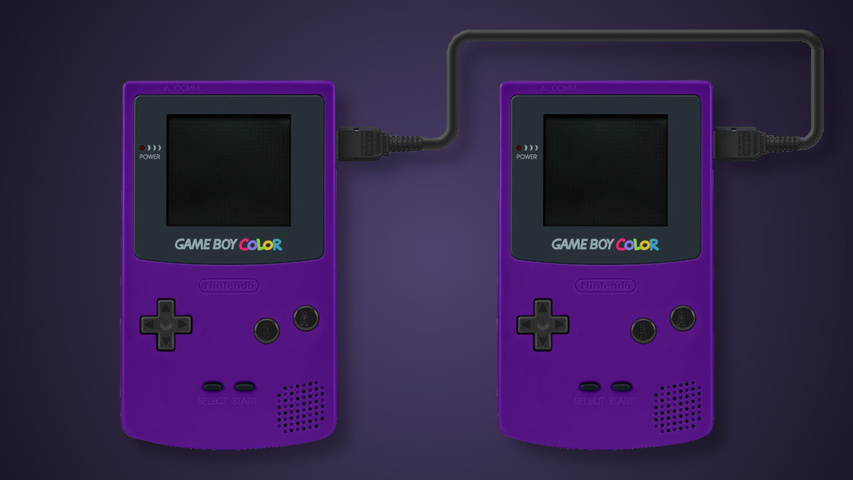 COMM.
POWER
GAME BOY COLOR
Nintendo
SELECT START
COMM.
POWER
GAME BOY COLOR
Nintendo
SELECT START